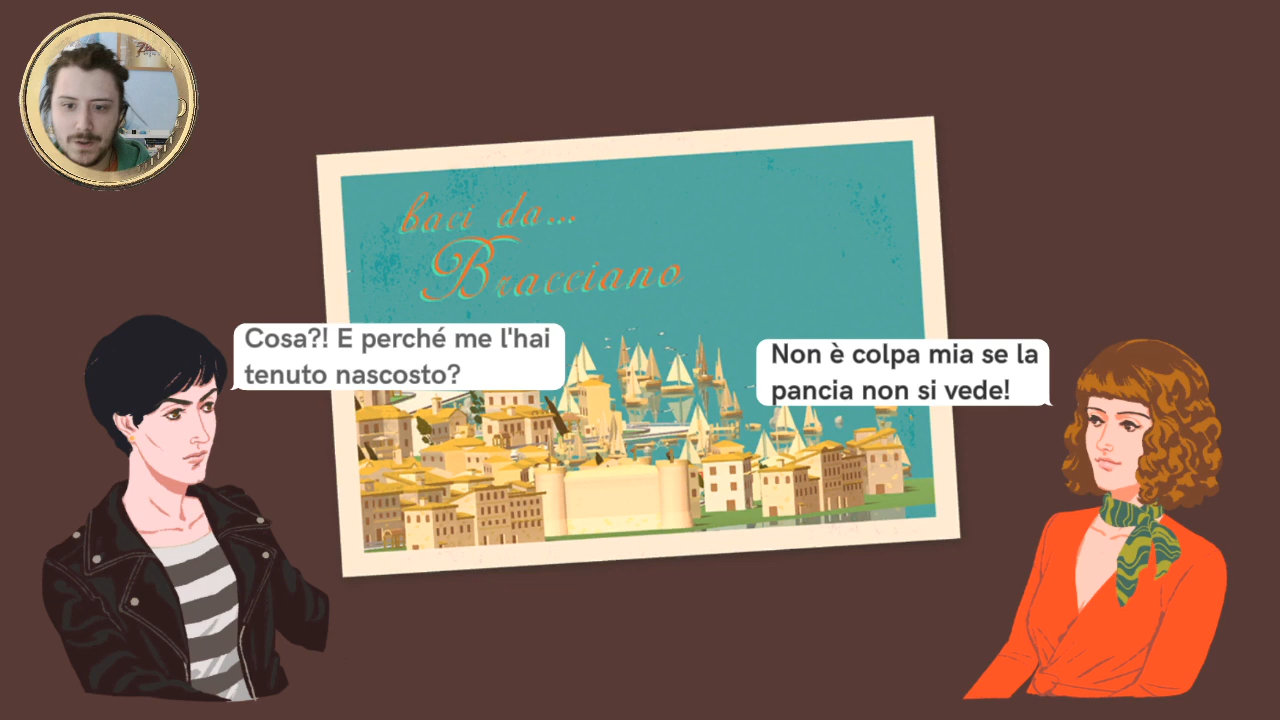 baci da...
Bracciano
Cosa?! E perché me l'hai
tenuto nascosto?
Non è colpa mia se la
pancia non si vede!